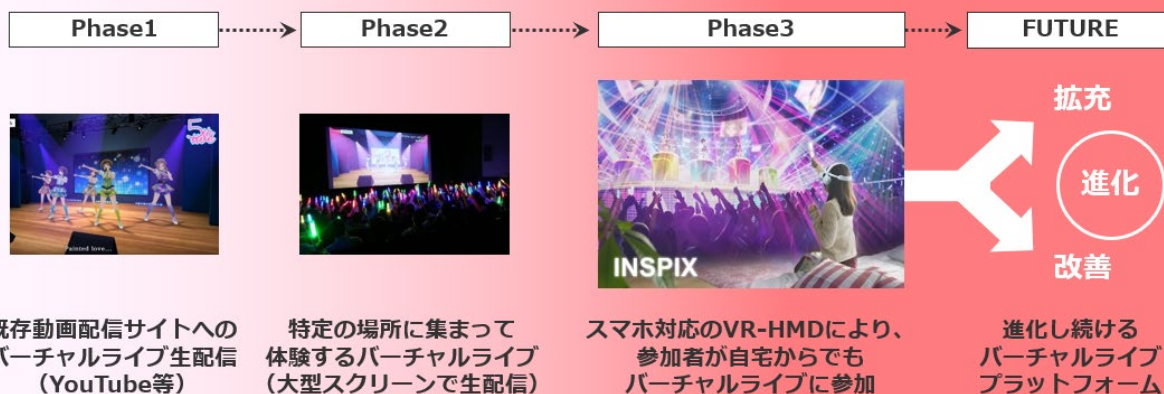 Phase1
Phase2
Phase3
FUTURE
Painted love...
INSPIX
拡充
進化
改善
既存動画配信サイトへの
バーチャルライブ生配信
（YouTube等）
特定の場所に集まって
体験するバーチャルライブ
（大型スクリーンで生配信）
スマホ対応のVR-HMDにより、
参加者が自宅からでも
バーチャルライブに参加
進化し続ける
バーチャルライブ
プラットフォーム